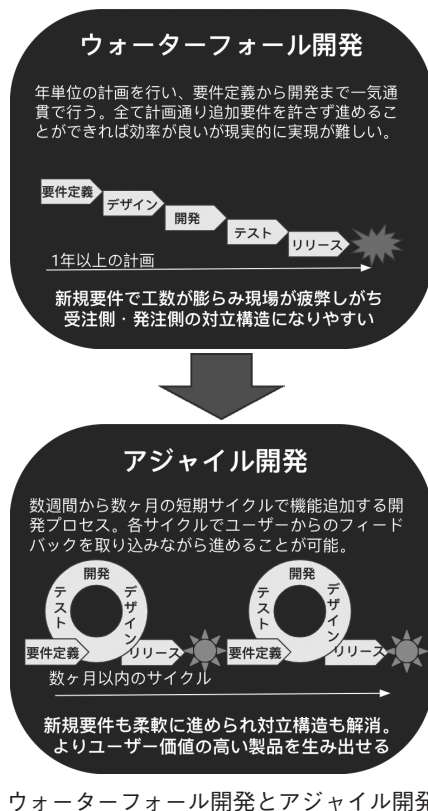 ウォーターフォール開発
年単位の計画を行い、要件定義から開発まで一気通
貫で行う。全て計画通り追加要件を許さず進めるこ
とができれば効率が良いが現実的に実現が難しい。
要件定義
デザイン
開発
テスト
リリース
1年以上の計画
新規要件で工数が膨らみ現場が疲弊しがち
受注側・発注側の対立構造になりやすい
アジャイル開発
数週間から数ヶ月の短期サイクルで機能追加する開
発プロセス。各サイクルでユーザーからのフィード
バックを取り込みながら進めることが可能。
開発
テスト
デザイン
要件定義
リリース
開発
テスト
デザイン
要件定義
リリース
数ヶ月以内のサイクル
新規要件も柔軟に進められ対立構造も解消。
よりユーザー価値の高い製品を生み出せる
ウォーターフォール開発とアジャイル開発